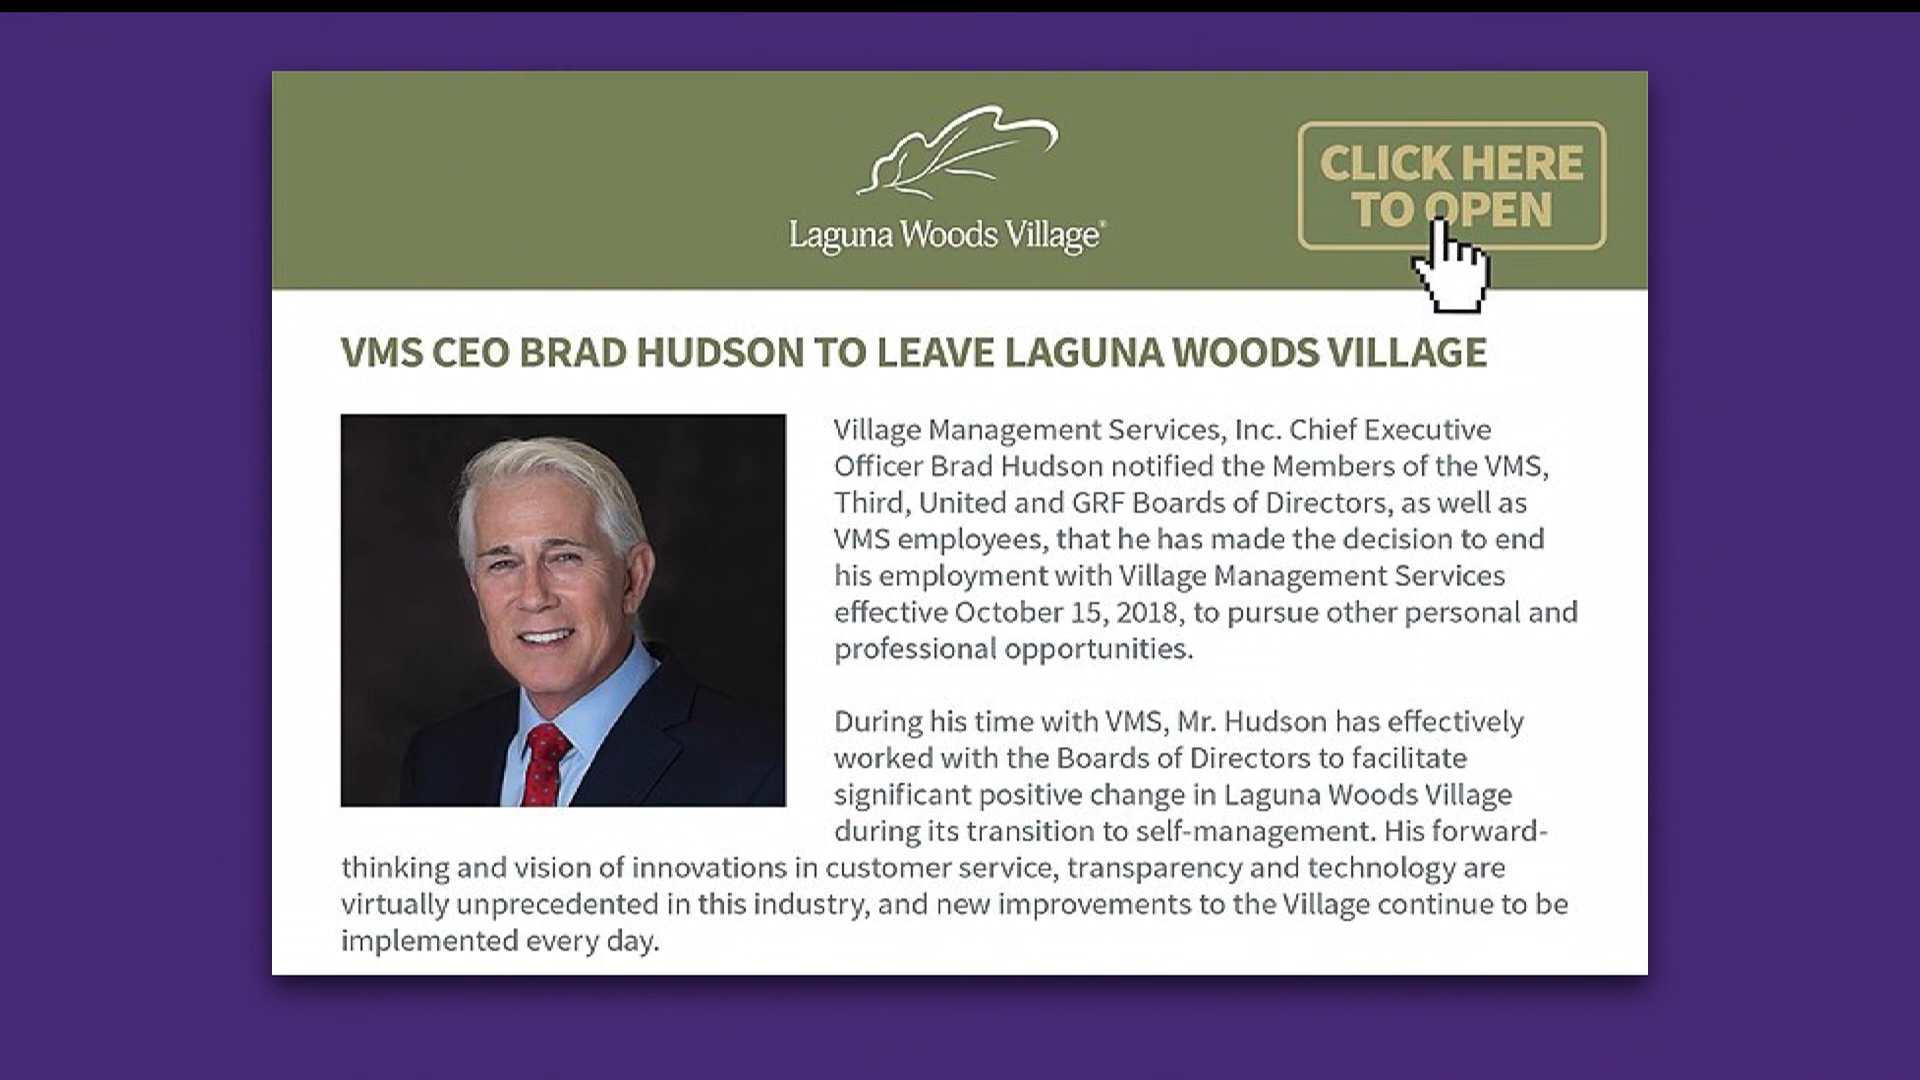 Laguna Woods Village®
CLICK HERE
TO OPEN
VMS CEO BRAD HUDSON TO LEAVE LAGUNA WOODS VILLAGE
Village Management Services, Inc. Chief Executive
Officer Brad Hudson notified the Members of the VMS,
Third, United and GRF Boards of Directors, as well as
VMS employees, that he has made the decision to end
his employment with Village Management Services
effective October 15, 2018, to pursue other personal and
professional opportunities.
During his time with VMS, Mr. Hudson has effectively
worked with the Boards of Directors to facilitate
significant positive change in Laguna Woods Village
during its transition to self-management. His forward-
thinking and vision of innovations in customer service, transparency and technology are
virtually unprecedented in this industry, and new improvements to the Village continue to be
implemented every day.